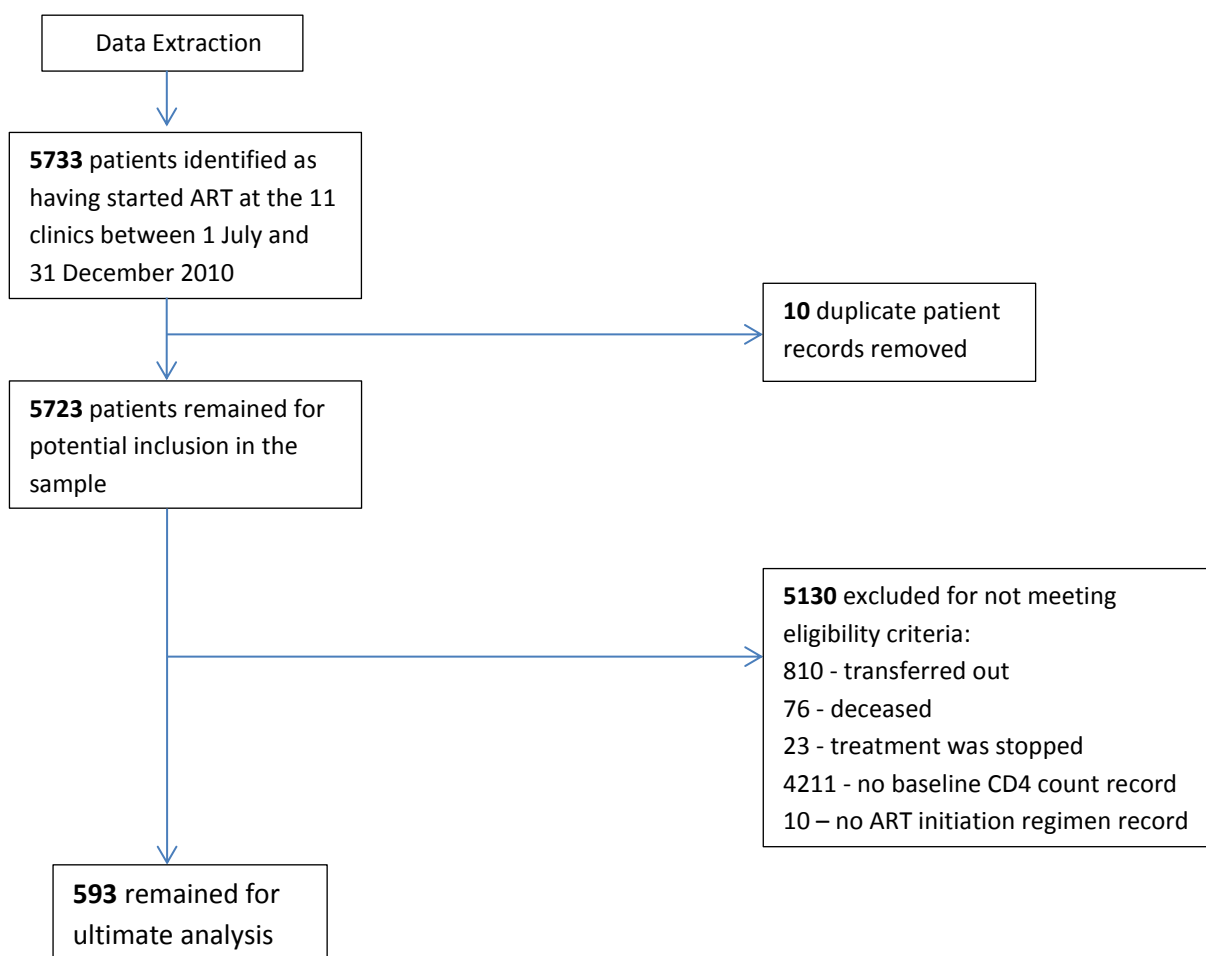 Data Extraction
5733 patients identified as
having started ART at the 11
clinics between 1 July and
31 December 2010
10 duplicate patient
records removed
5723 patients remained for
potential inclusion in the
sample
5130 excluded for not meeting
eligibility criteria:
810 - transferred out
76 - deceased
23 - treatment was stopped
4211 - no baseline CD4 count record
10 – no ART initiation regimen record
593 remained for
ultimate analysis